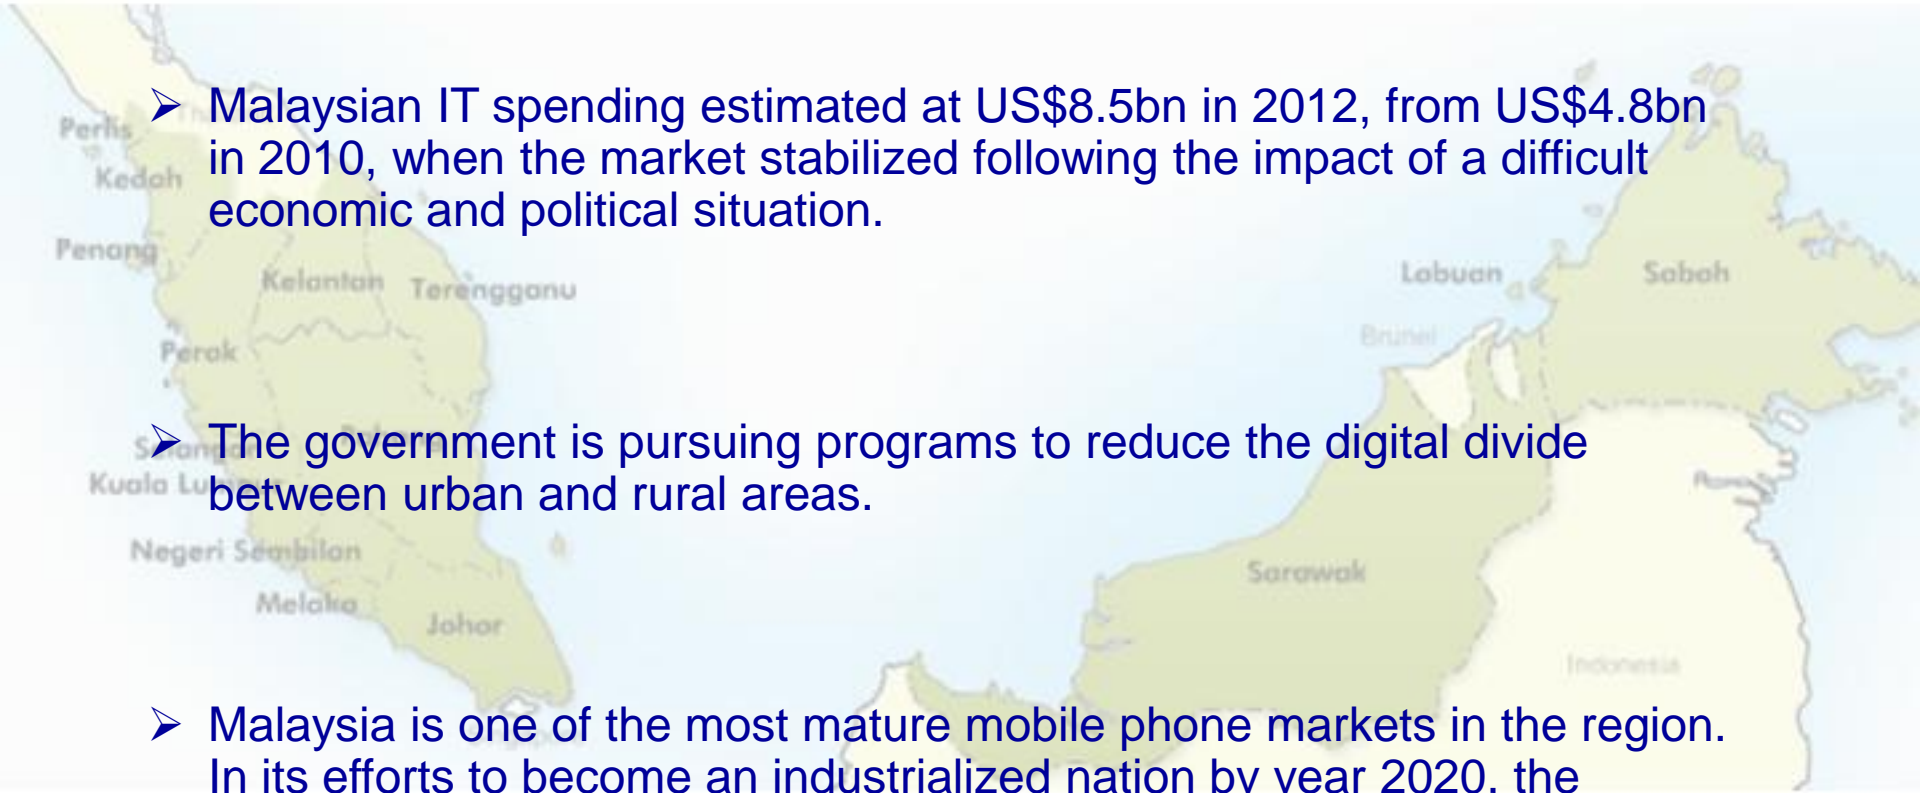 ➢ Malaysian IT spending estimated at US$8.5bn in 2012, from US$4.8bn
in 2010, when the market stabilized following the impact of a difficult
economic and political situation.
Perlis
Kedah
Penang
Kelantan
Terengganu
Labuan
Sabah
Brunei
Perak
➢ The government is pursuing programs to reduce the digital divide
between urban and rural areas.
Kuala
Negeri Sembilan
Melaka
Johor
Sarawak
Indonesia
➢ Malaysia is one of the most mature mobile phone markets in the region.
In its efforts to become an industrialized nation by year 2020, the